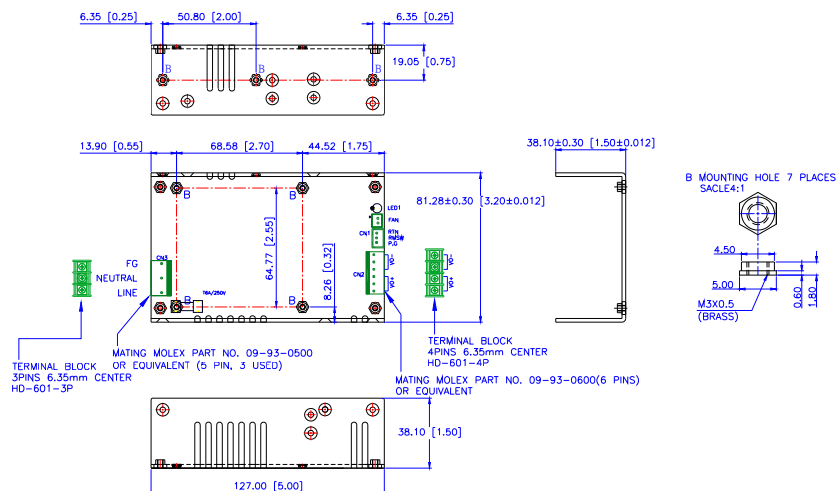 6.35 [0.25]
50.80 [2.00]
6.35 [0.25]
19.05 [0.75]
B
B
B
13.90 [0.55]
68.58 [2.70]
44.52 [1.75]
38.10±0.30 [1.50±0.012]
B MOUNTING HOLE 7 PLACES
SACLE4:1
81.28±0.30 [3.20±0.012]
B
B
LED1
FAN
CN1
RTN
RMSW
P.G
64.77 [2.55]
8.26 [0.32]
CN3
FG
NEUTRAL
LINE
CN2
VO-
VO+
VO-
VO+
T6A/250V
B
B
4.50
5.00
0.60
1.80
M3X0.5
(BRASS)
TERMINAL BLOCK
3PINS 6.35mm CENTER
HD-601-3P
MATING MOLEX PART NO. 09-93-0500
OR EQUIVALENT (5 PIN, 3 USED)
TERMINAL BLOCK
4PINS 6.35mm CENTER
HD-601-4P
MATING MOLEX PART NO. 09-93-0600(6 PINS)
OR EQUIVALENT
38.10 [1.50]
127.00 [5.00]